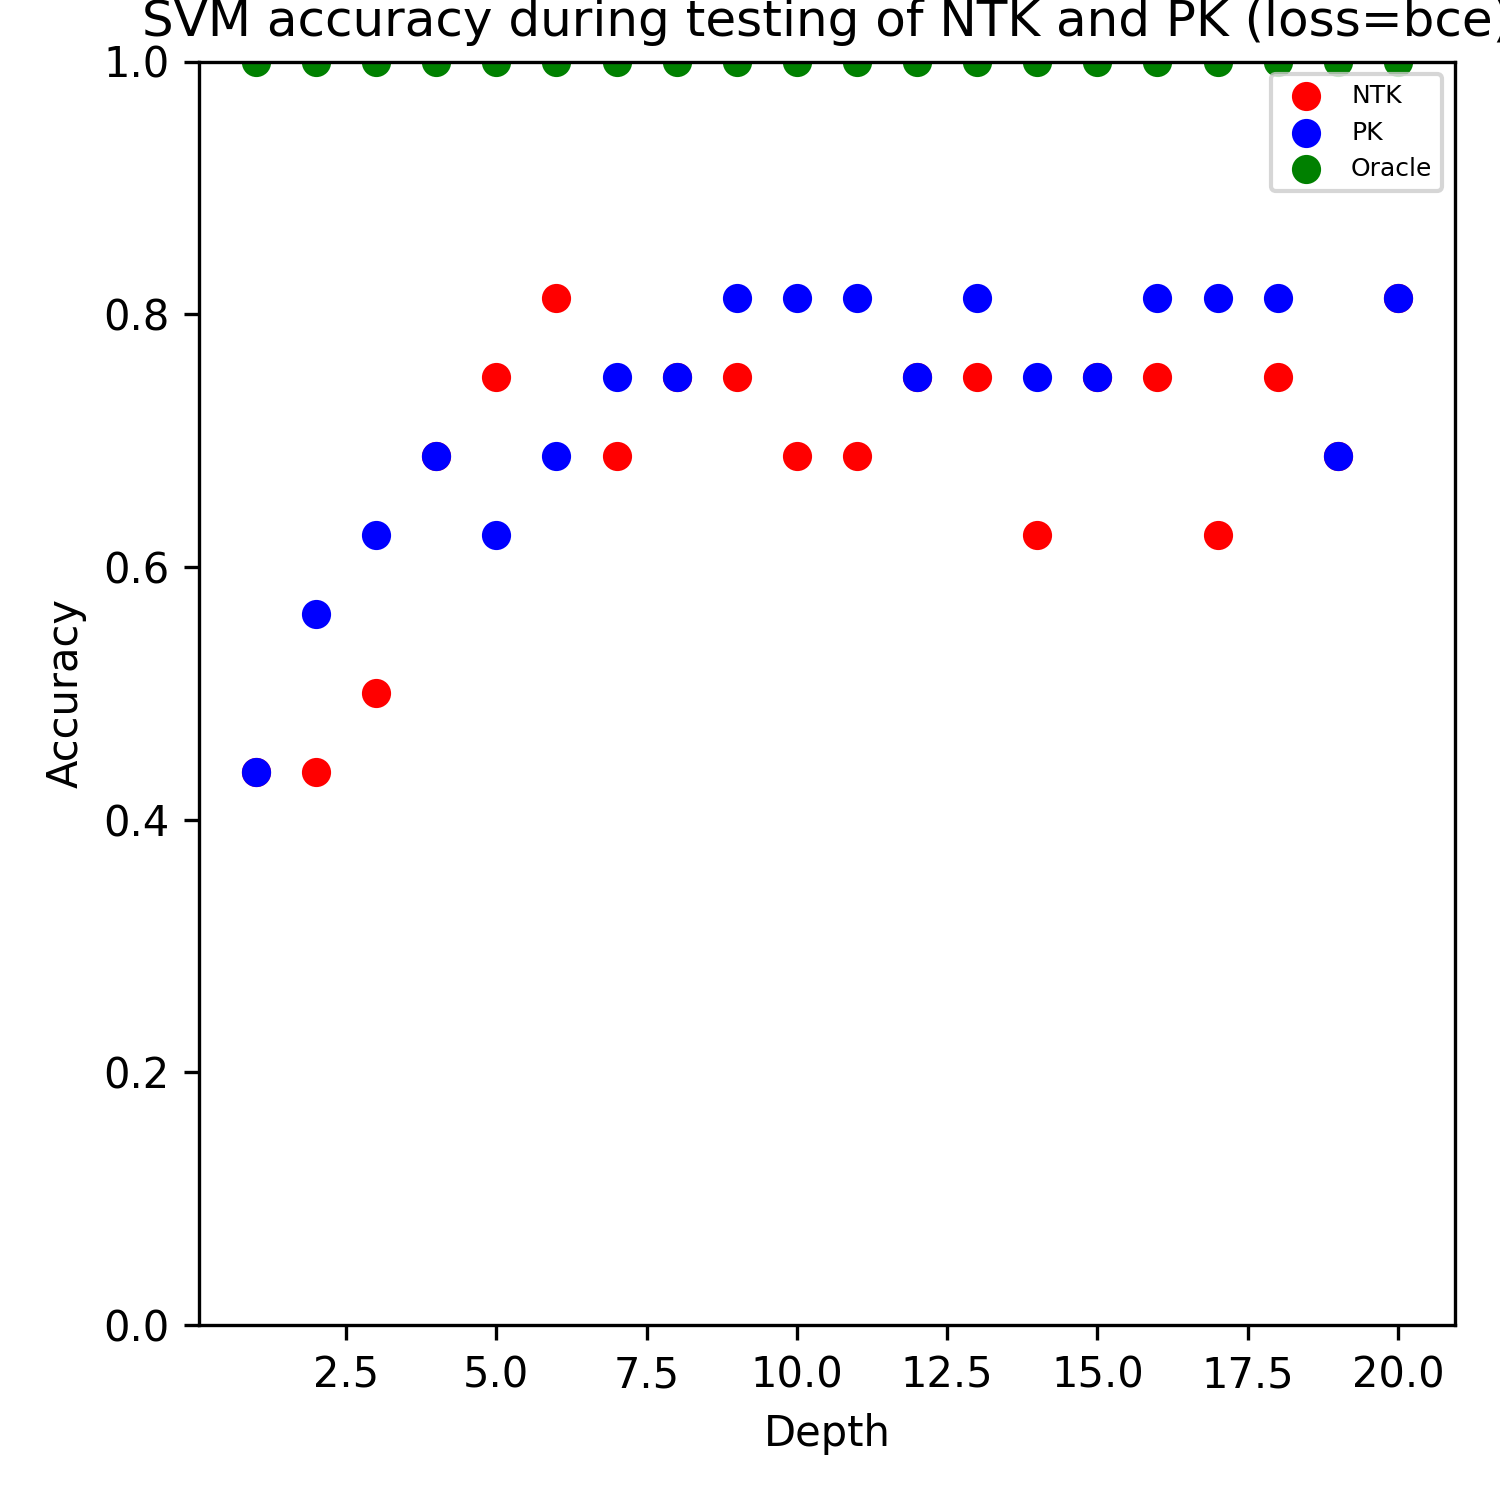 SVM accuracy during testing of NTK and PK (loss=bce)
1.0
0.8
0.6
0.4
0.2
0.0
Accuracy
NTK
PK
Oracle
2.5 5.0 7.5 10.0 12.5 15.0 17.5 20.0
Depth